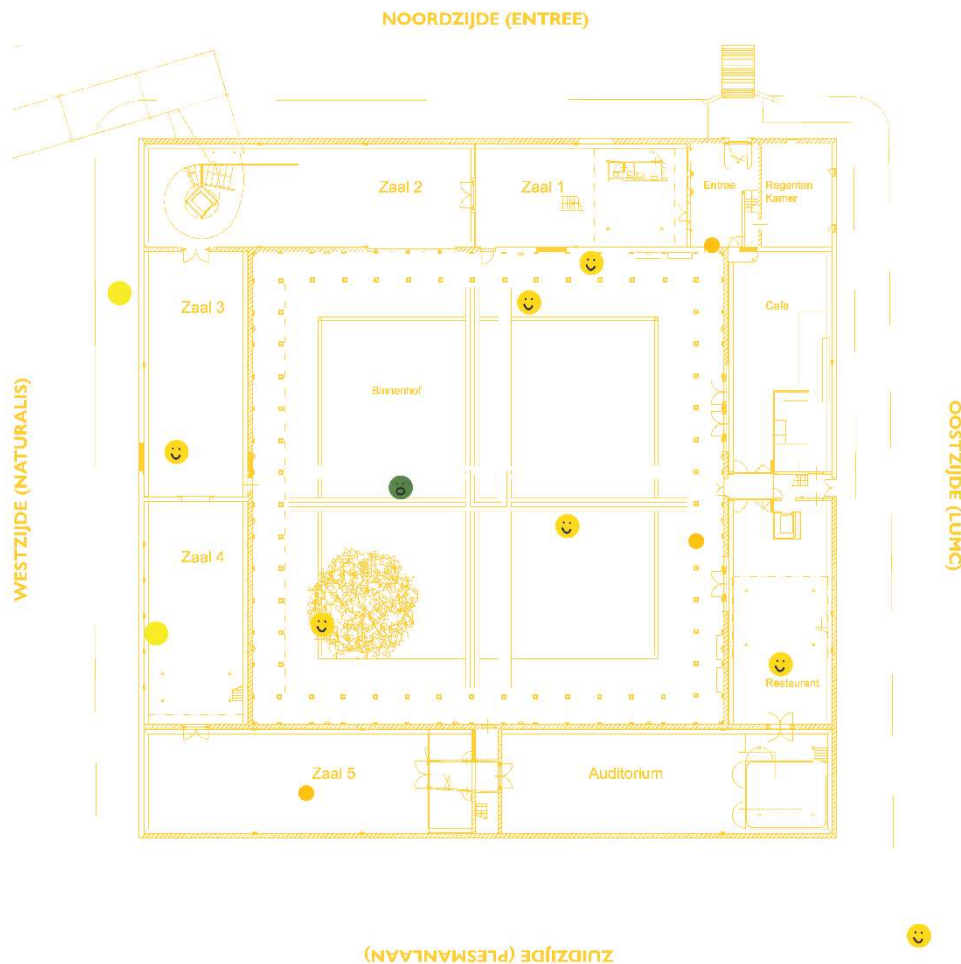 NOORDZIJDE (ENTREE)
Zaal 2
Zaal 1
Entree
Regenten
Kamer
Zaal 3
Cafe
Binnenhof
WESTZIJDE (NATURALIS)
OOSTZIJDE (LUMC)
Zaal 4
Restaurant
Zaal 5
Auditorium
ZUIDZIJDE (PLESMANLAAN)